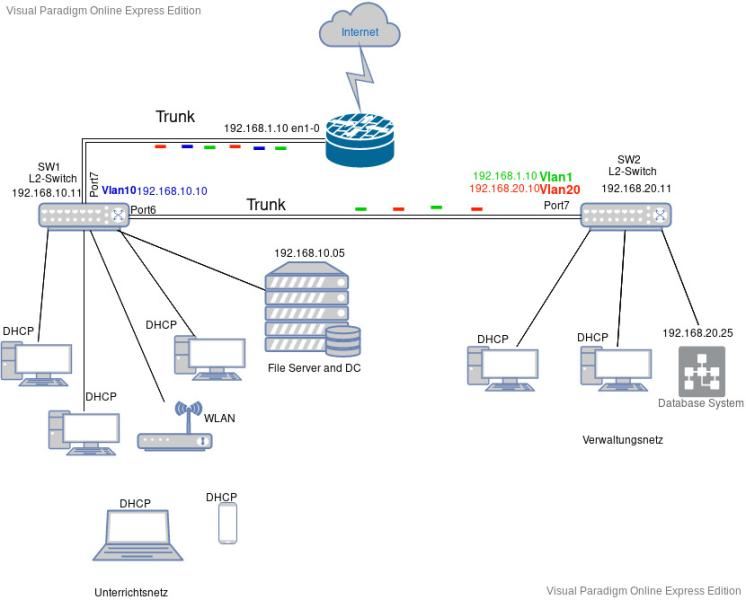 Visual Paradigm Online Express Edition
Internet
Trunk
192.168.1.10 en1-0
SW1
L2-Switch
192.168.10.11
Port7
Vlan10 192.168.10.10
Port6
Trunk
192.168.1.10 Vlan1
192.168.20.10 Vlan20
Port7
SW2
L2-Switch
192.168.20.11
192.168.10.05
File Server and DC
DHCP
DHCP
DHCP
WLAN
DHCP
DHCP
192.168.20.25
Database System
Verwaltungsnetz
DHCP
DHCP
Unterrichtsnetz
Visual Paradigm Online Express Edition